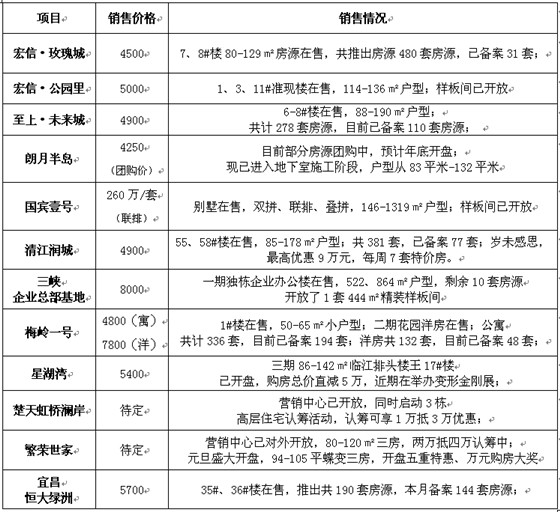 项目 销售价格 销售情况
宏信·玫瑰城 4500 7、8#楼 80-129 ㎡房源在售，共推出房源 480 套房源，已备案 31 套；
宏信·公园里 5000 1、3、11#准现楼在售，114-136 ㎡户型；样板间已开放
至上·未来城 4900 6-8#楼在售，88-190 ㎡户型；
共计 278 套房源，目前已备案 110 套房源；
朗月半岛 4250
（团购价）
目前部分房源团购中，预计年底开盘；
现已进入地下室施工阶段，户型从 83 平米-132 平米
国宾壹号 260 万/套
（联排）
别墅在售，双拼、联排、叠拼，146-1319 ㎡户型；样板间已开放
清江润城 4900 55、58#楼在售，85-178 ㎡户型；共 381 套，已备案 77 套；岁未感恩，
最高优惠 9 万元，每周 7 套特价房。
三峡
企业总部基地
8000 一期独栋企业办公楼在售，522、864 ㎡户型，剩余 10 套房源
开放了 1 套 444 ㎡精装样板间
梅岭一号 4800（寓）
7800（洋）
1#楼在售，50-65 ㎡小户型；二期花园洋房在售；公寓
共计 336 套，目前已备案 194 套；洋房共 132 套，目前已备案 48 套；
星湖湾 5400 三期 86-142 ㎡临江排头楼王 17#楼
已开盘，购房总价直减 5 万，近期在举办变形金刚展；
楚天虹桥澜岸 待定 营销中心已开放，同时启动 3 栋
高层住宅认筹活动，认筹可享 1 万抵 3 万优惠；
繁荣世家 待定 营销中心已对外开放，80-120 ㎡三房，两万抵四万认筹中；
元旦盛大开盘，94-105 平蝶变三房，开盘五重特惠、万元购房大奖
宜昌
恒大绿洲
5700 35#、36#楼在售，推出共 190 套房源，本月备案 144 套房源；